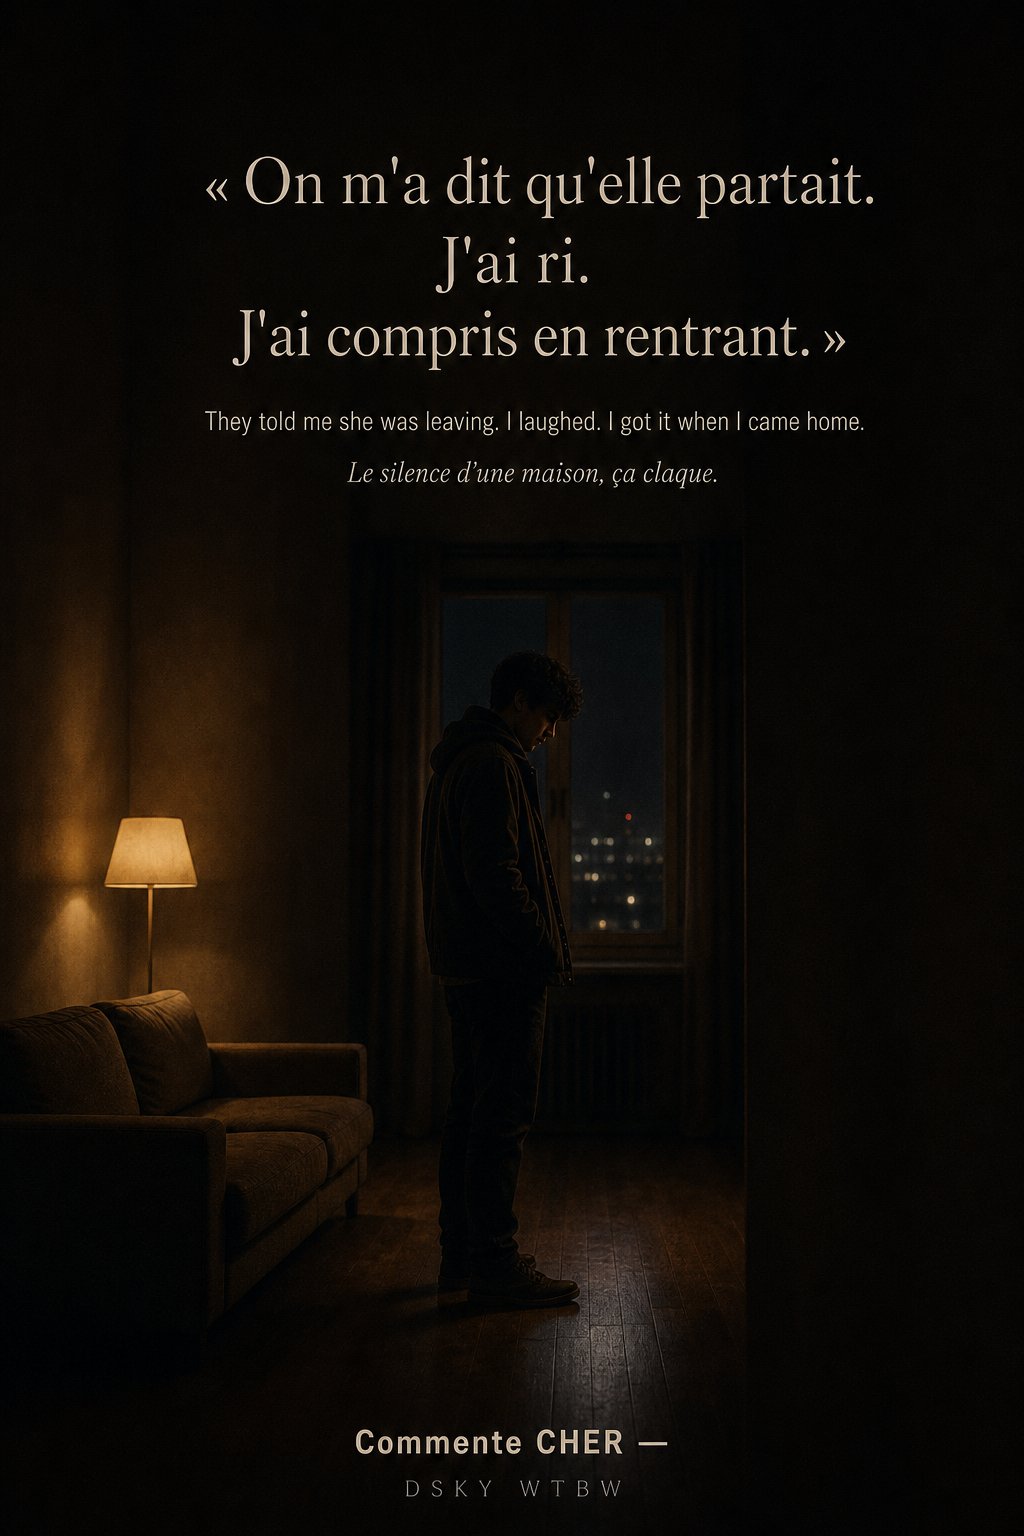 « On m'a dit qu'elle partait.
J'ai ri.
J'ai compris en rentrant. »
They told me she was leaving. I laughed. I got it when I came home.
Le silence d’une maison, ça claque.
Commente CHER —
DSKY WTBW